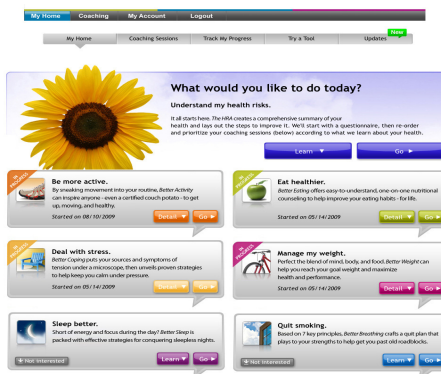 My Home Coaching My Account Logout
New
My Home Coaching Sessions Track My Progress Try a Tool Updates
What would you like to do today?
Understand my health risks.
It all starts here. The HRA creates a comprehensive summary of your
health and lays out the steps to improve it. We'll start with a questionnaire, then re-order
and prioritize your coaching sessions (below) according to what we learn about your health.
Learn ▼ Go ►
IN PROGRESS
Be more active.
By sneaking movement into your routine, Better Activity
can inspire anyone - even a certified couch potato - to get
up, moving, and healthy.
Started on 08/10/2009 Detail ▼ Go ►
IN PROGRESS
Eat healthier.
Better Eating offers easy-to-understand, one-on-one nutritional
counseling to help improve your eating habits - for life.
Started on 05/14/2009 Detail ▼ Go ►
IN PROGRESS
Deal with stress.
Better Coping puts your sources and symptoms of
tension under a microscope, then unveils proven strategies
to help keep you calm under pressure.
Started on 05/14/2009 Detail ▼ Go ►
IN PROGRESS
Manage my weight.
Perfect the blend of mind, body, and food. Better Weight can
help you reach your goal weight and maximize
health and performance.
Started on 05/14/2009 Detail ▼ Go ►
Sleep better.
Short of energy and focus during the day? Better Sleep is
packed with effective strategies for conquering sleepless nights.
Not Interested Learn ▼ Go ►
Quit smoking.
Based on 7 key principles, Better Breathing crafts a quit plan that
plays to your strengths to help get you past old roadblocks.
Not Interested Learn ▼ Go ►